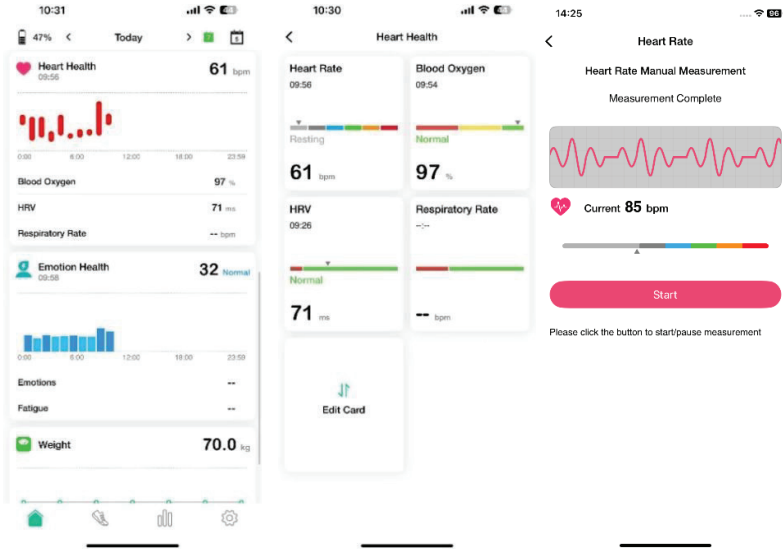 10:31
47%
Today
Heart Health
09:56
61 bpm
0:00 6:00 12:00 18:00 23:59
Blood Oxygen 97 %
HRV 71 ms
Respiratory Rate -- bpm
Emotion Health
09:58
32 Normal
0:00 6:00 12:00 18:00 23:59
Emotions --
Fatigue --
Weight 70.0 kg
10:30
Heart Health
Heart Rate
09:56
Resting
61 bpm
Blood Oxygen
09:54
Normal
97 %
HRV
09:26
Normal
71 ms
Respiratory Rate
--:--
-- bpm
Edit Card
14:25
96
Heart Rate
Heart Rate Manual Measurement
Measurement Complete
Current 85 bpm
Start
Please click the button to start/pause measurement